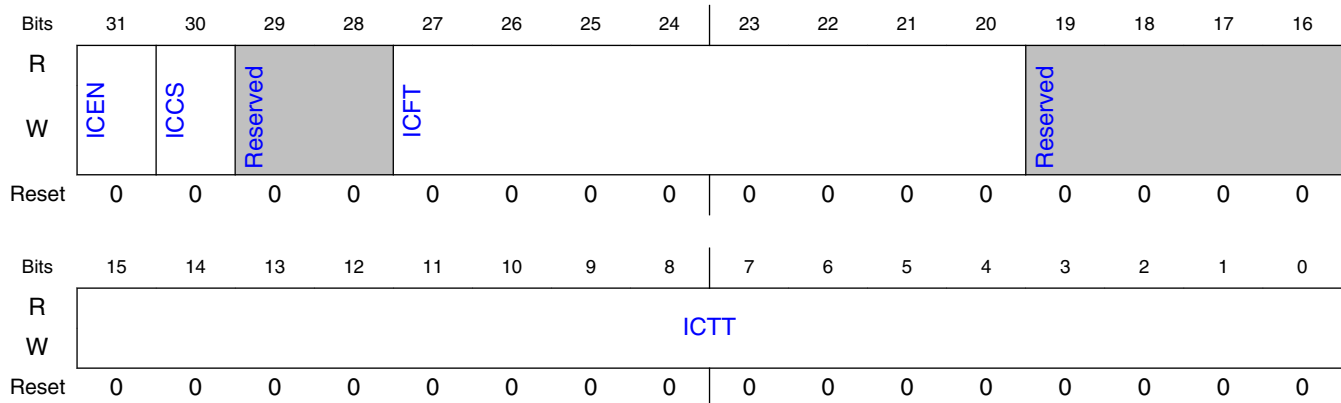 Bits 31 30 29 28 27 26 25 24 23 22 21 20 19 18 17 16
R
ICEN ICCS Reserved ICFT Reserved
W
Reset 0 0 0 0 0 0 0 0 0 0 0 0 0 0 0 0
Bits 15 14 13 12 11 10 9 8 7 6 5 4 3 2 1 0
R
ICTT
W
Reset 0 0 0 0 0 0 0 0 0 0 0 0 0 0 0 0